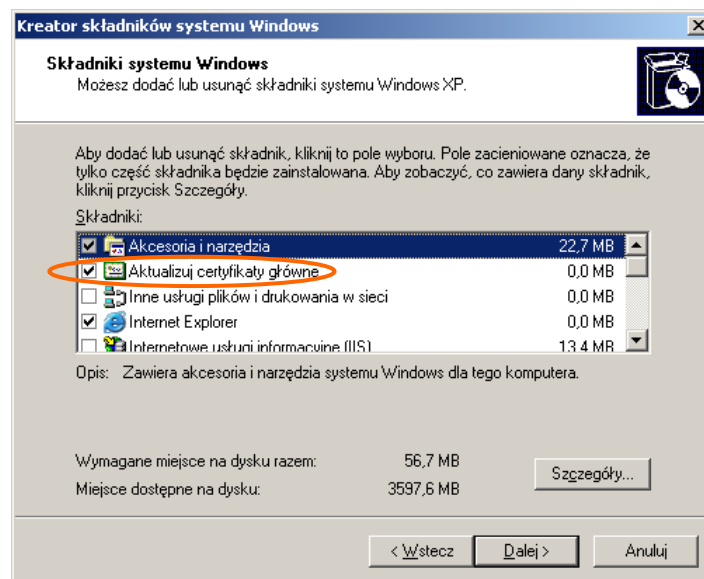 Kreator składników systemu Windows
Składniki systemu Windows
Możesz dodać lub usunąć składniki systemu Windows XP.
Aby dodać lub usunąć składnik, kliknij to pole wyboru. Pole zacieniowane oznacza, że
tylko część składnika będzie zainstalowana. Aby zobaczyć, co zawiera dany składnik,
kliknij przycisk Szczegóły.
Składniki:
Akcesoria i narzędzia 22,7 MB
Aktualizuj certyfikaty główne 0,0 MB
Inne usługi plików i drukowania w sieci 0,0 MB
Internet Explorer 0,0 MB
Internetowe usługi informacyjne (IIS) 13,4 MB
Opis: Zawiera akcesoria i narzędzia systemu Windows dla tego komputera.
Wymagane miejsce na dysku razem: 56,7 MB
Szczegóły...
Miejsce dostępne na dysku: 3597,6 MB
< Wstecz Dalej > Anuluj